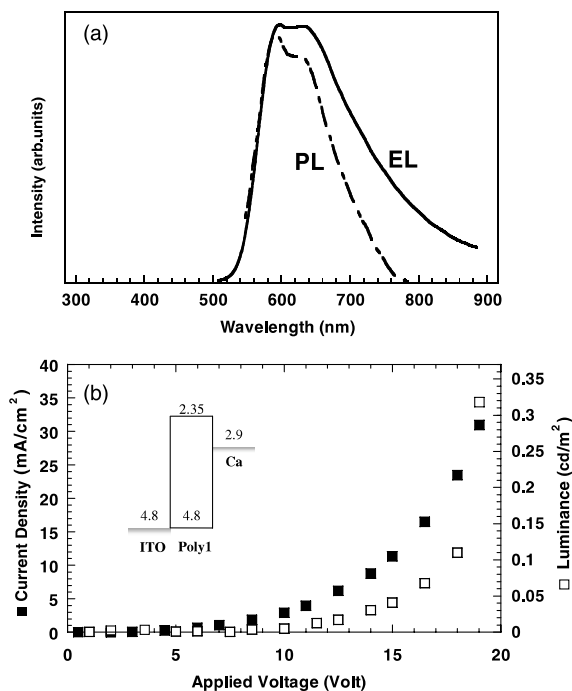 (a)
Intensity (arb.units)
PL
EL
300 400 500 600 700 800 900
Wavelength (nm)
(b)
40
35
30
25
20
15
10
5
0
■ Current Density (mA/cm²)
2.35
2.9
Ca
4.8 4.8
ITO Poly1
0.35
0.3
0.25
0.2
0.15
0.1
0.05
0
□ Luminance (cd/m²)
0 5 10 15 20
Applied Voltage (Volt)